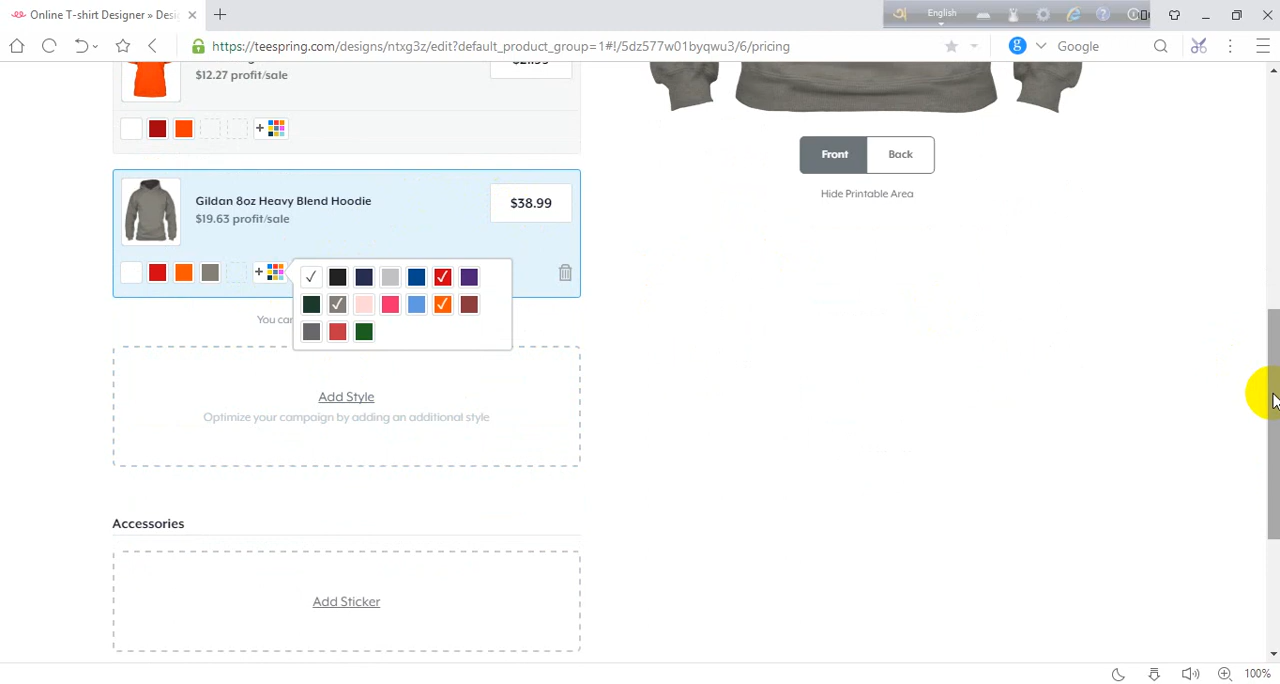 Online T-shirt Designer » Desi
English
https://teespring.com/designs/ntxg3z/edit?default_product_group=1#!/5dz577w01byqwu3/6/pricing
Google
$12.27 profit/sale
Gildan 8oz Heavy Blend Hoodie
$38.99
$19.63 profit/sale
You can
Add Style
Optimize your campaign by adding an additional style
Accessories
Add Sticker
Front
Back
Hide Printable Area
100%